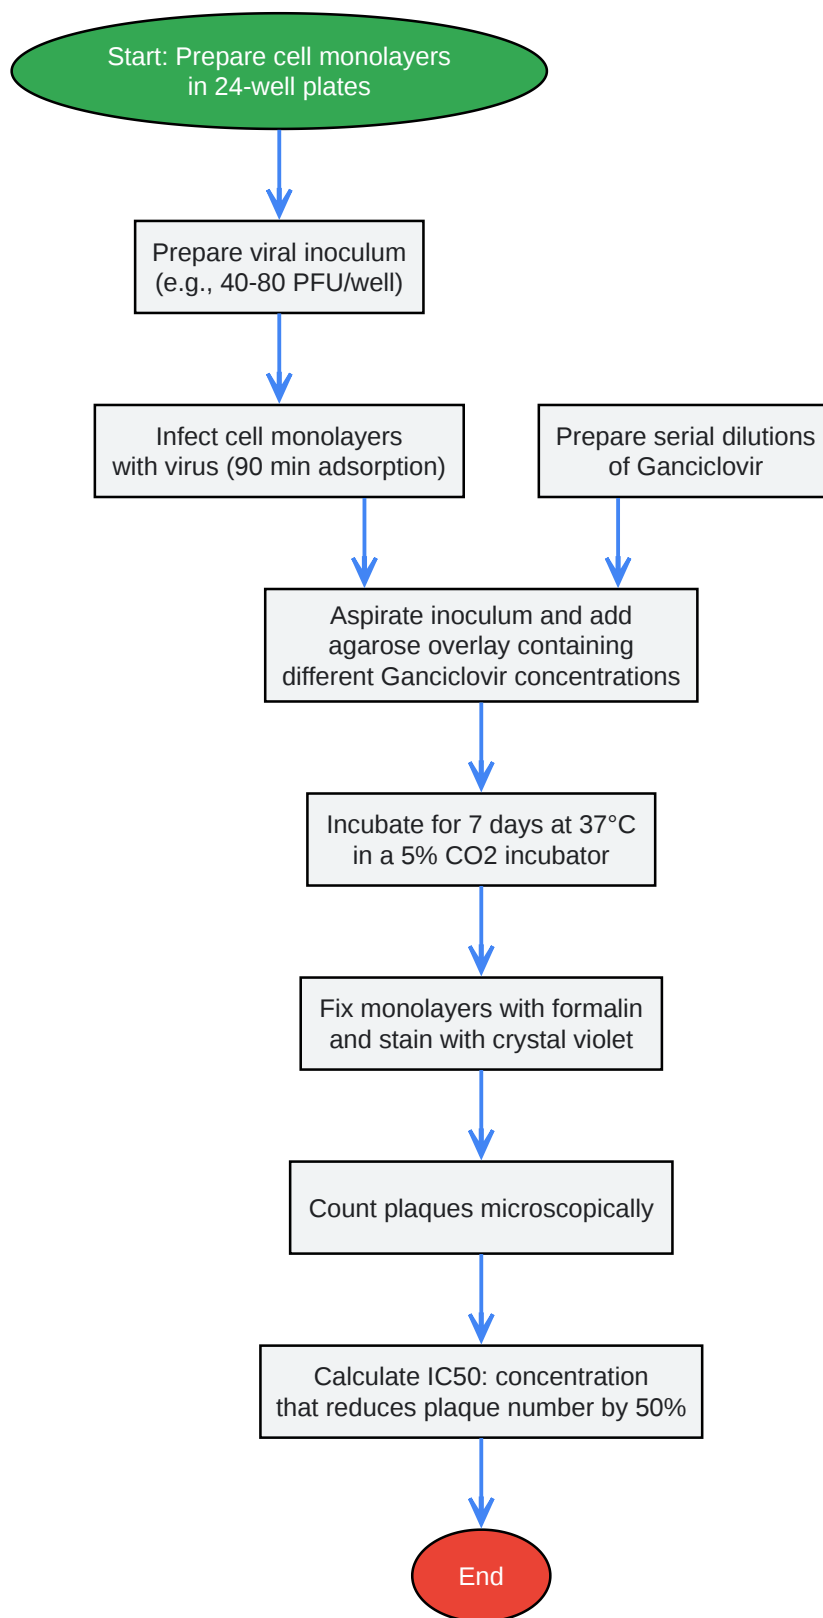 Start: Prepare cell monolayers
in 24-well plates
Prepare viral inoculum
(e.g., 40-80 PFU/well)
Infect cell monolayers
with virus (90 min adsorption)
Prepare serial dilutions
of Ganciclovir
Aspirate inoculum and add
agarose overlay containing
different Ganciclovir concentrations
Incubate for 7 days at 37°C
in a 5% CO2 incubator
Fix monolayers with formalin
and stain with crystal violet
Count plaques microscopically
Calculate IC50: concentration
that reduces plaque number by 50%
End